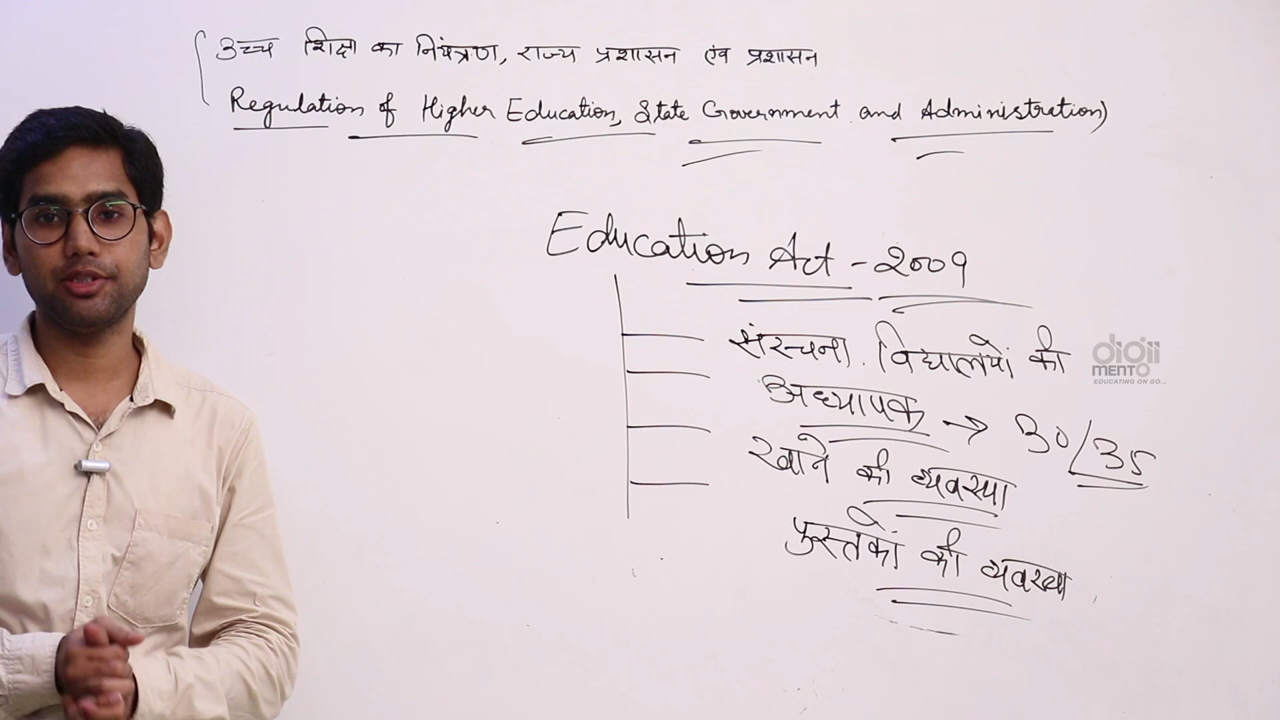 उच्च शिक्षा का नियंत्रण, राज्य प्रशासन एंव प्रशासन
Regulation of Higher Education, State Government and Administration)
Education Act - 2009
संरचना. विद्यालयों की
अध्यापक → 30/35
खाने की व्यवस्था
पुस्तकों की व्यवस्था
digii
MENTO
EDUCATING ON GO...